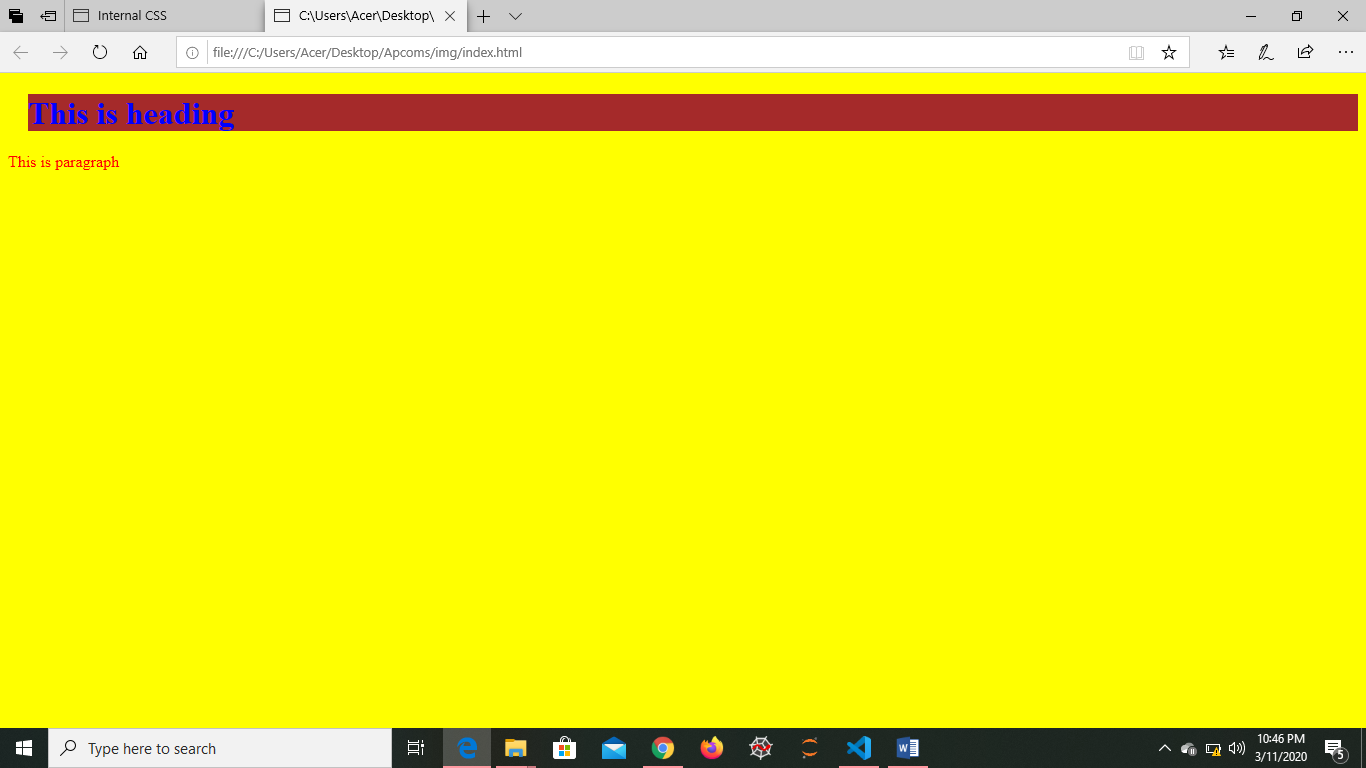 Internal CSS
C:\Users\Acer\Desktop\
file:///C:/Users/Acer/Desktop/Apcoms/img/index.html
This is heading
This is paragraph
Type here to search
10:46 PM
3/11/2020
5